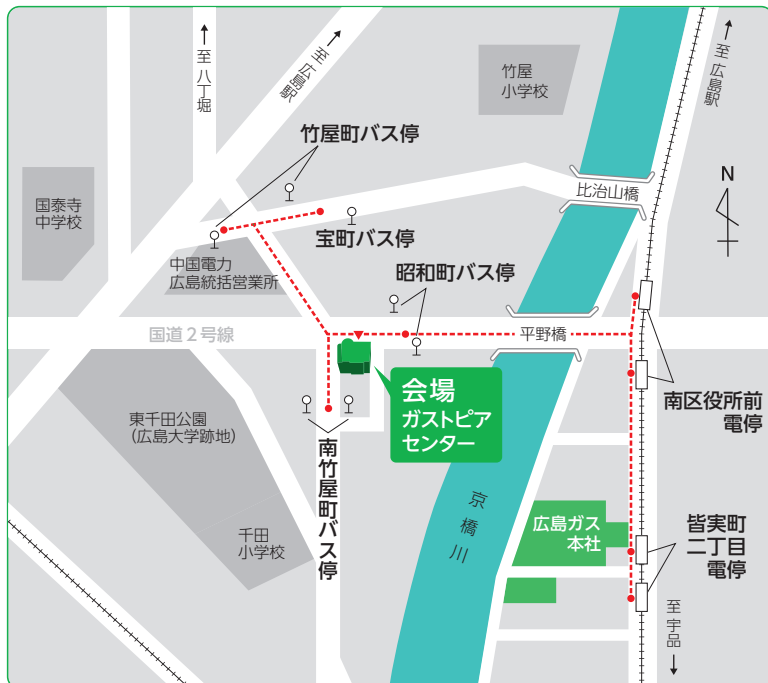 至 八丁堀
至 広島駅
竹屋
小学校
至 広島駅
竹屋町バス停
N
国泰寺
中学校
比治山橋
宝町バス停
中国電力
広島統括営業所
昭和町バス停
国道2号線
平野橋
会場
ガストピア
センター
南区役所前
電停
東千田公園
（広島大学跡地）
南竹屋町バス停
京橋川
広島ガス
本社
皆実町
二丁目
電停
千田
小学校
至 宇品